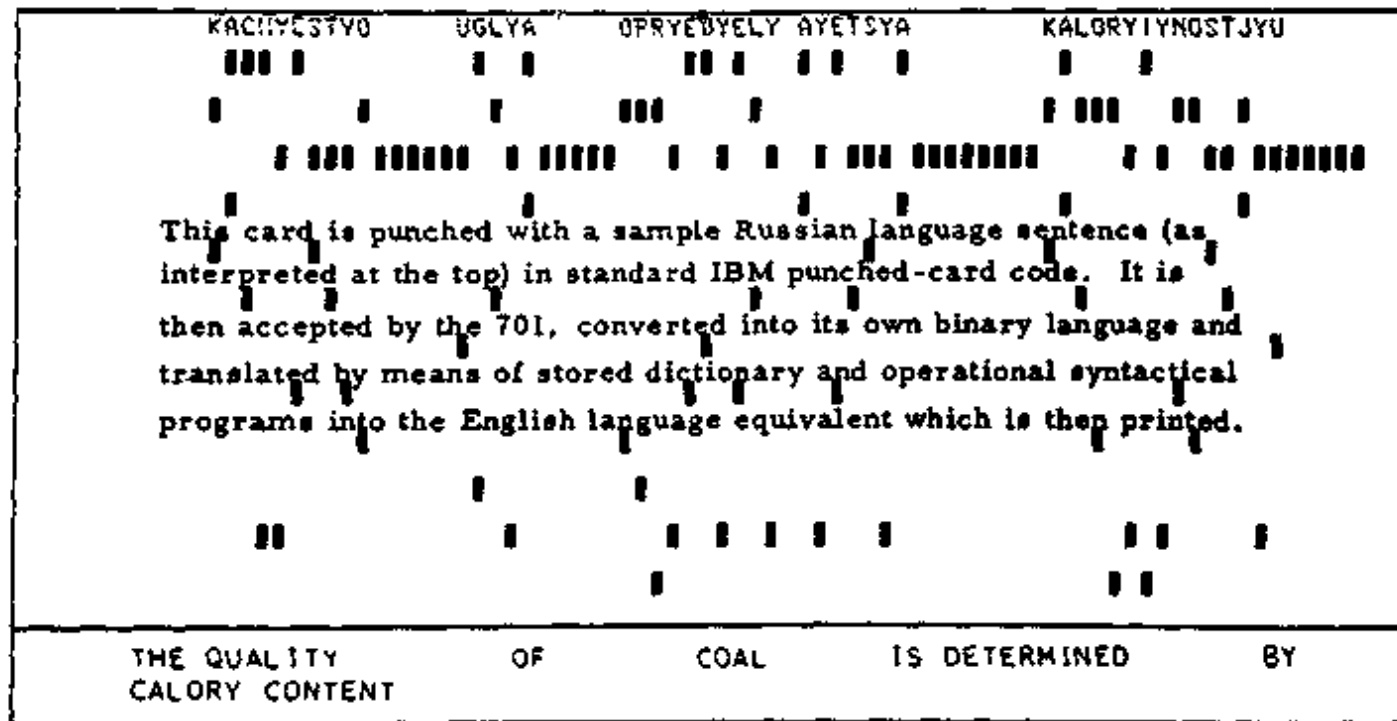 KACHYESTVO UGLYA OPRYEDYELY AYETSYA KALORYIYNOSTJYU
This card is punched with a sample Russian language sentence (as
interpreted at the top) in standard IBM punched-card code. It is
then accepted by the 701, converted into its own binary language and
translated by means of stored dictionary and operational syntactical
programs into the English language equivalent which is then printed.
THE QUALITY OF COAL IS DETERMINED BY
CALORY CONTENT